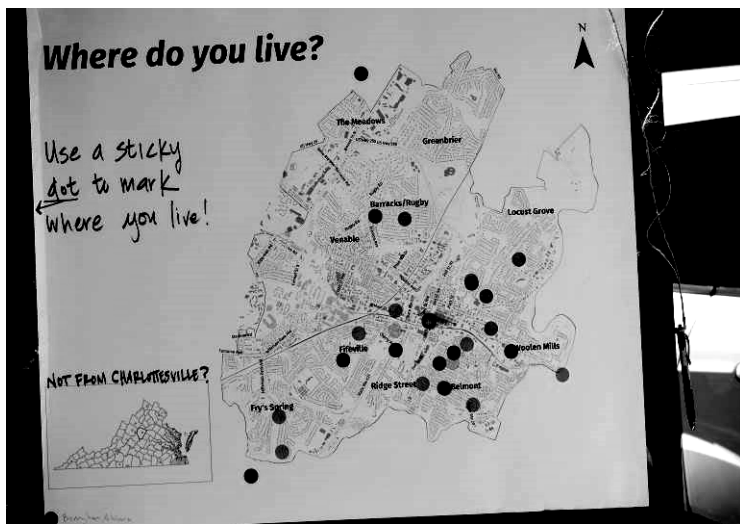 Where do you live?
N
Use a sticky
dot to mark
where you live!
The Meadows
Greenbrier
Barracks/Rugby
Locust Grove
Venable
Fifeville
Woolen Mills
Ridge Street
Belmont
Fry's Spring
NOT FROM CHARLOTTESVILLE?